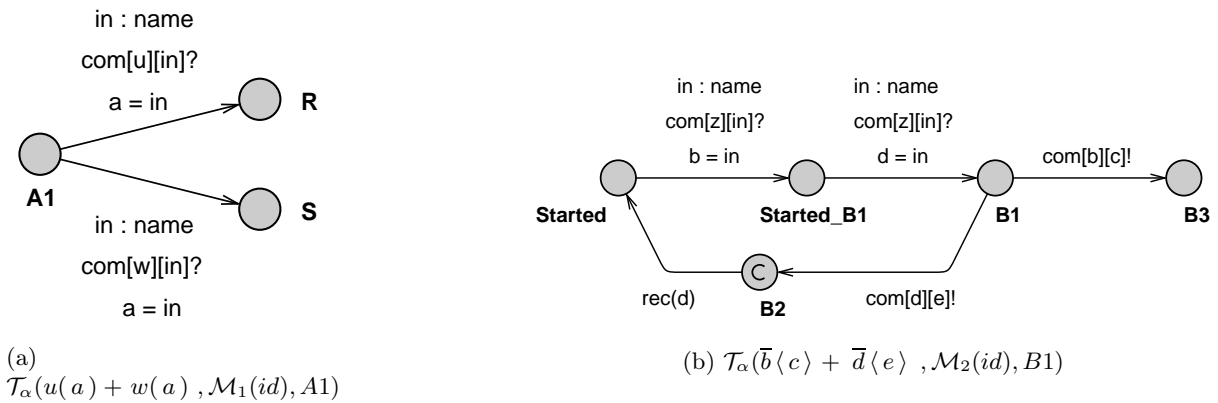 in : name
com[u][in]?
a = in
R
A1
S
in : name
com[w][in]?
a = in
(a)
𝒯α(u(a) + w(a) , ℳ1(id), A1)
in : name
com[z][in]?
b = in
in : name
com[z][in]?
d = in
com[b][c]!
Started
Started_B1
B1
B3
C
rec(d)
B2
com[d][e]!
(b) 𝒯α(b̅⟨c⟩ + d̅⟨e⟩ , ℳ2(id), B1)